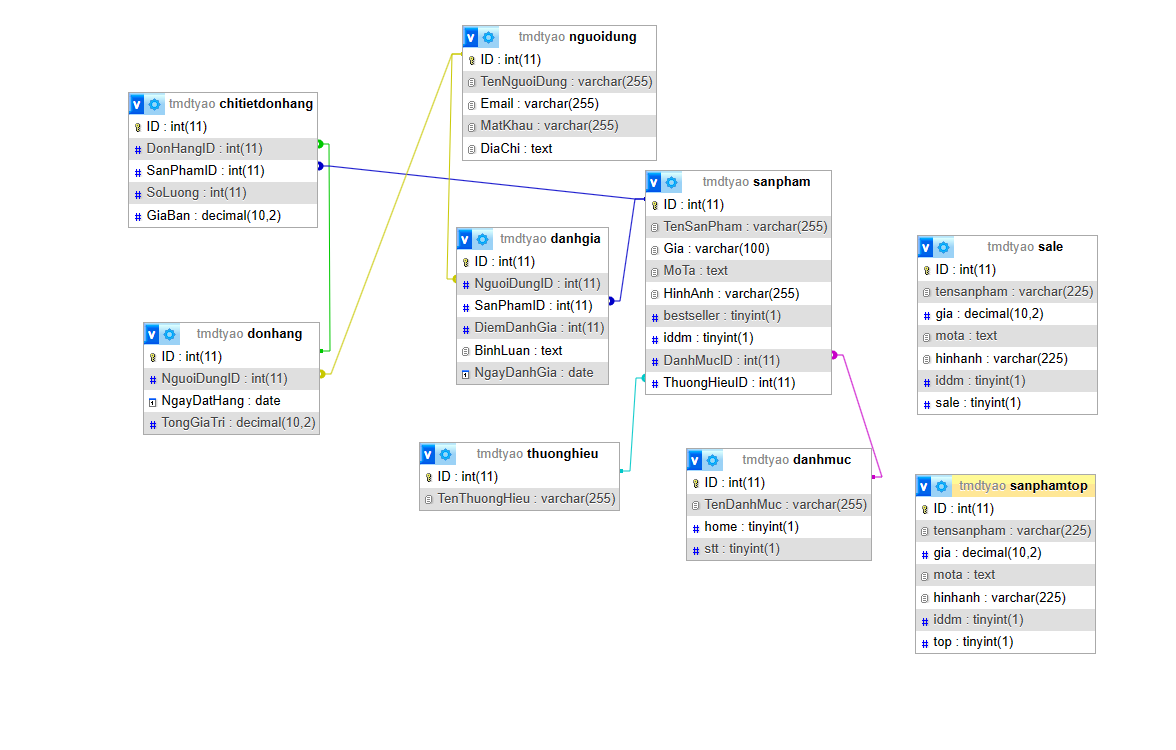 tmdtyao nguoidung
ID : int(11)
TenNguoiDung : varchar(255)
Email : varchar(255)
MatKhau : varchar(255)
DiaChi : text
tmdtyao chitietdonhang
ID : int(11)
DonHangID : int(11)
SanPhamID : int(11)
SoLuong : int(11)
GiaBan : decimal(10,2)
tmdtyao sanpham
ID : int(11)
TenSanPham : varchar(255)
Gia : varchar(100)
MoTa : text
HinhAnh : varchar(255)
bestseller : tinyint(1)
iddm : tinyint(1)
DanhMucID : int(11)
ThuongHieuID : int(11)
tmdtyao danhgia
ID : int(11)
NguoiDungID : int(11)
SanPhamID : int(11)
DiemDanhGia : int(11)
BinhLuan : text
NgayDanhGia : date
tmdtyao sale
ID : int(11)
tensanpham : varchar(225)
gia : decimal(10,2)
mota : text
hinhanh : varchar(225)
iddm : tinyint(1)
sale : tinyint(1)
tmdtyao donhang
ID : int(11)
NguoiDungID : int(11)
NgayDatHang : date
TongGiaTri : decimal(10,2)
tmdtyao thuonghieu
ID : int(11)
TenThuongHieu : varchar(255)
tmdtyao danhmuc
ID : int(11)
TenDanhMuc : varchar(255)
home : tinyint(1)
stt : tinyint(1)
tmdtyao sanphamtop
ID : int(11)
tensanpham : varchar(225)
gia : decimal(10,2)
mota : text
hinhanh : varchar(225)
iddm : tinyint(1)
top : tinyint(1)